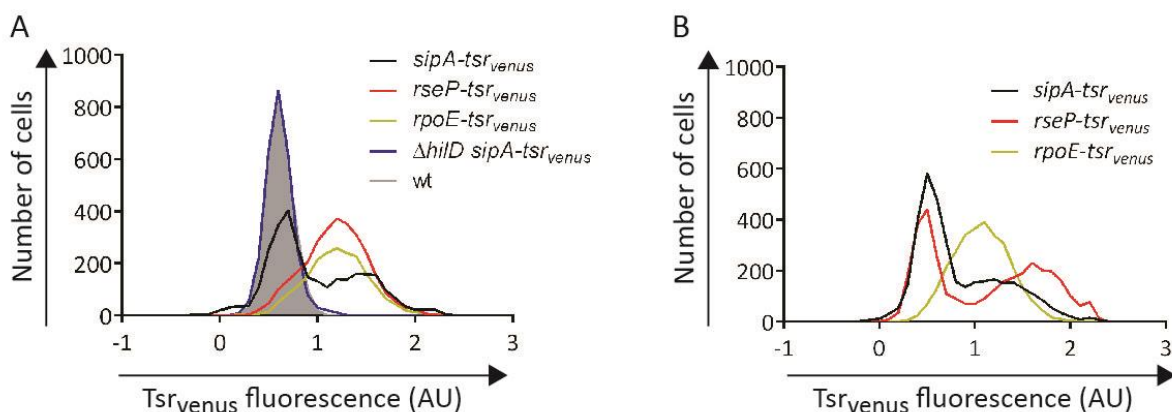 A
Number of cells
1000
800
600
400
200
0
-1
0
1
2
3
Tsrvenus fluorescence (AU)
sipA-tsrvenus
rseP-tsrvenus
rpoE-tsrvenus
ΔhilD sipA-tsrvenus
wt
B
Number of cells
1000
800
600
400
200
0
-1
0
1
2
3
Tsrvenus fluorescence (AU)
sipA-tsrvenus
rseP-tsrvenus
rpoE-tsrvenus